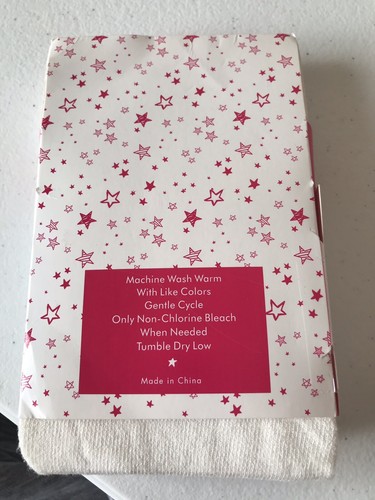 Machine Wash Warm
With Like Colors
Gentle Cycle
Only Non-Chlorine Bleach
When Needed
Tumble Dry Low
Made in China